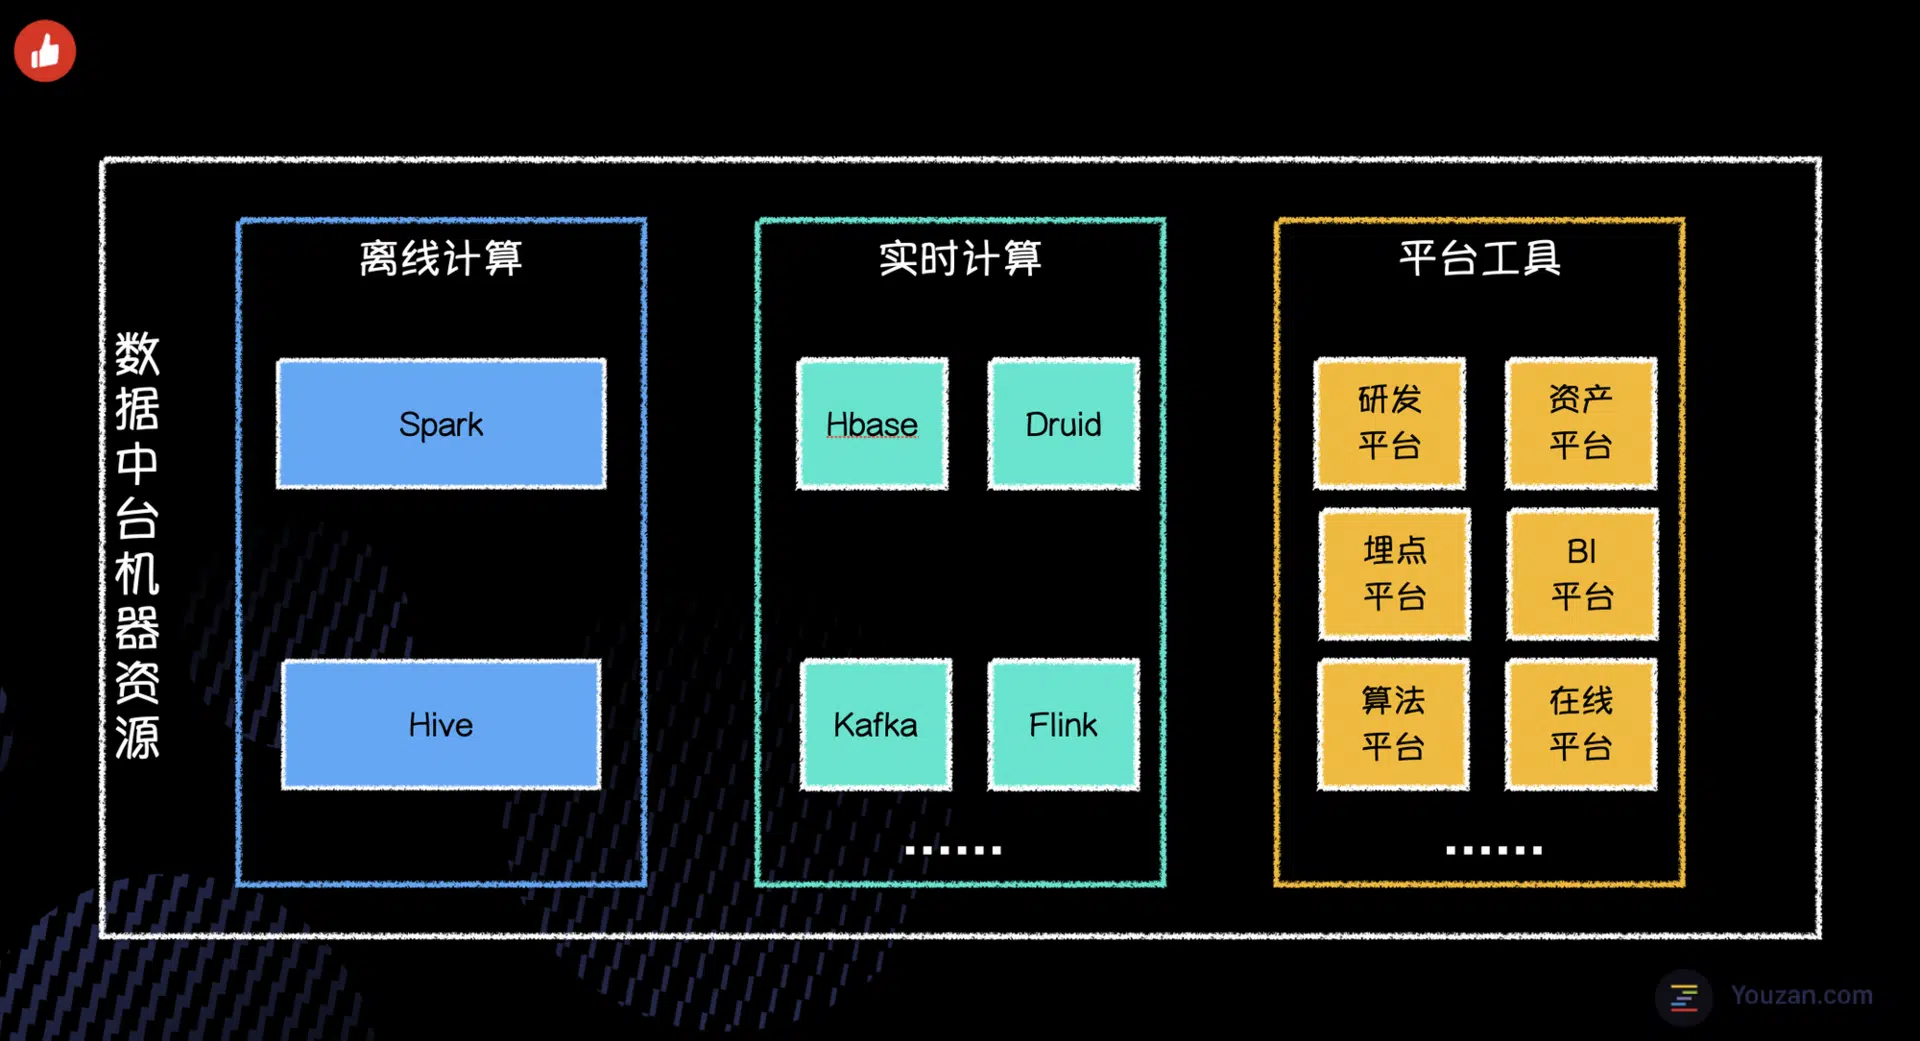 数据中台机器资源
离线计算
Spark
Hive
实时计算
Hbase
Druid
Kafka
Flink
......
平台工具
研发
平台
资产
平台
埋点
平台
BI
平台
算法
平台
在线
平台
......
Youzan.com